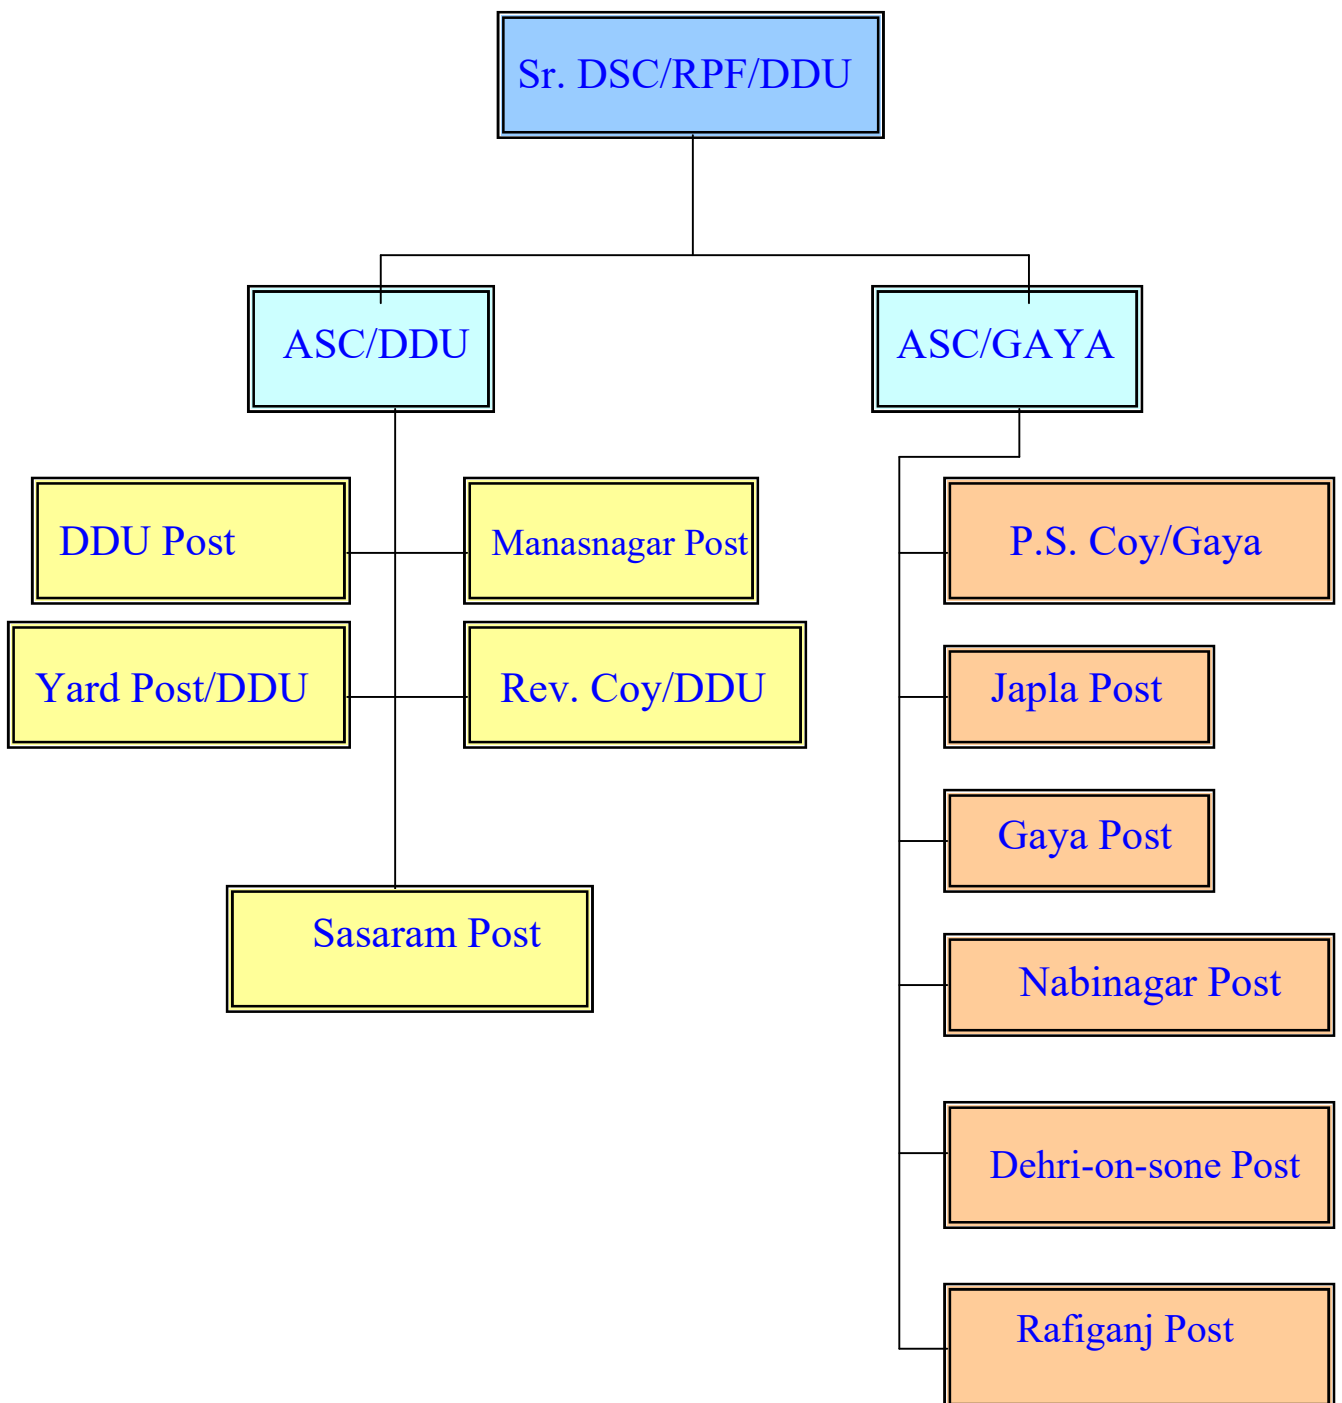 Sr. DSC/RPF/DDU
ASC/DDU
ASC/GAYA
DDU Post
Manasnagar Post
P.S. Coy/Gaya
Yard Post/DDU
Rev. Coy/DDU
Japla Post
Gaya Post
Sasaram Post
Nabinagar Post
Dehri-on-sone Post
Rafiganj Post